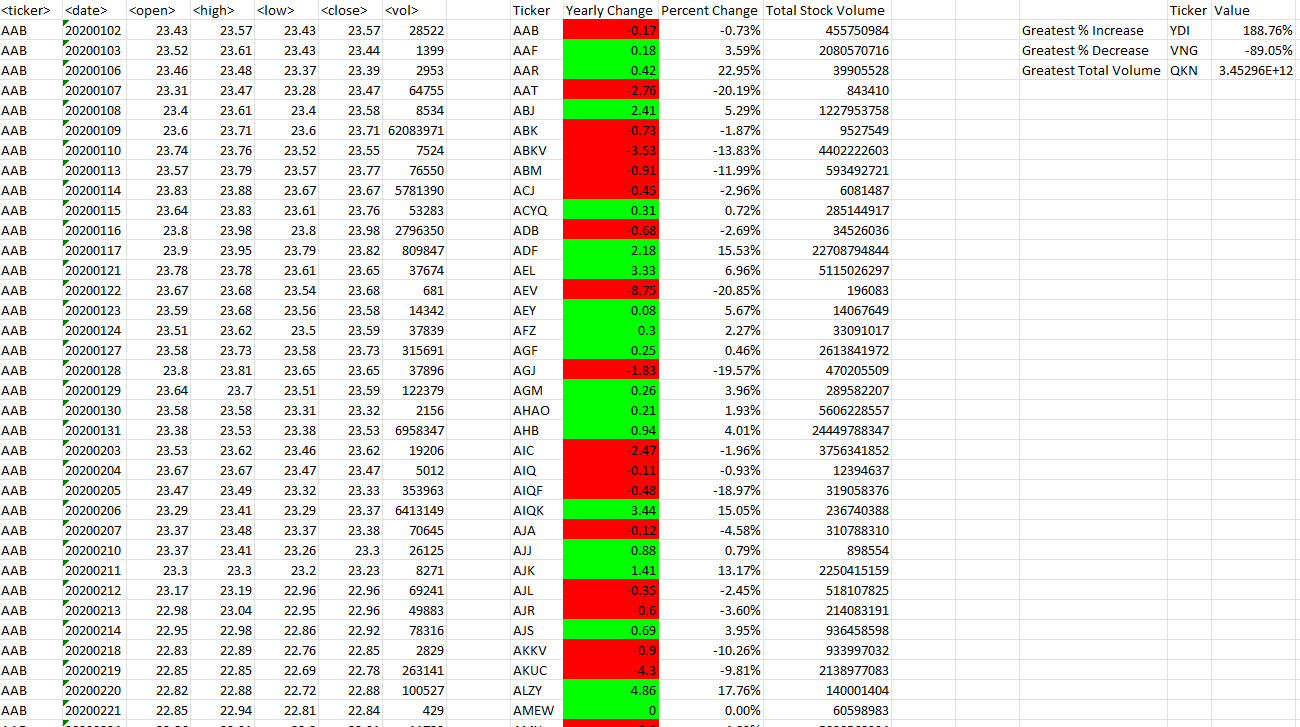 <ticker> <date> <open> <high> <low> <close> <vol> Ticker Yearly Change Percent Change Total Stock Volume Ticker Value
AAB 20200102 23.43 23.57 23.43 23.57 28522 AAB -0.17 -0.73% 455750984 Greatest % Increase YDI 188.76%
AAB 20200103 23.52 23.61 23.43 23.44 1399 AAF 0.18 3.59% 2080570716 Greatest % Decrease VNG -89.05%
AAB 20200106 23.46 23.48 23.37 23.39 2953 AAR 0.42 22.95% 39905528 Greatest Total Volume QKN 3.45296E+12
AAB 20200107 23.31 23.47 23.28 23.47 64755 AAT -2.76 -20.19% 843410
AAB 20200108 23.4 23.61 23.4 23.58 8534 ABJ 2.41 5.29% 1227953758
AAB 20200109 23.6 23.71 23.6 23.71 62083971 ABK -0.73 -1.87% 9527549
AAB 20200110 23.74 23.76 23.52 23.55 7524 ABKV -3.53 -13.83% 4402222603
AAB 20200113 23.57 23.79 23.57 23.77 76550 ABM -0.91 -11.99% 593492721
AAB 20200114 23.83 23.88 23.67 23.67 5781390 ACJ -0.45 -2.96% 6081487
AAB 20200115 23.64 23.83 23.61 23.76 53283 ACYQ 0.31 0.72% 285144917
AAB 20200116 23.8 23.98 23.8 23.98 2796350 ADB -0.68 -2.69% 34526036
AAB 20200117 23.9 23.95 23.79 23.82 809847 ADF 2.18 15.53% 22708794844
AAB 20200121 23.78 23.78 23.61 23.65 37674 AEL 3.33 6.96% 5115026297
AAB 20200122 23.67 23.68 23.54 23.68 681 AEV -8.75 -20.85% 196083
AAB 20200123 23.59 23.68 23.56 23.58 14342 AEY 0.08 5.67% 14067649
AAB 20200124 23.51 23.62 23.5 23.59 37839 AFZ 0.3 2.27% 33091017
AAB 20200127 23.58 23.73 23.58 23.73 315691 AGF 0.25 0.46% 2613841972
AAB 20200128 23.8 23.81 23.65 23.65 37896 AGJ -1.83 -19.57% 470205509
AAB 20200129 23.64 23.7 23.51 23.59 122379 AGM 0.26 3.96% 289582207
AAB 20200130 23.58 23.58 23.31 23.32 2156 AHAO 0.21 1.93% 5606228557
AAB 20200131 23.38 23.53 23.38 23.53 6958347 AHB 0.94 4.01% 24449788347
AAB 20200203 23.53 23.62 23.46 23.62 19206 AIC -2.47 -1.96% 3756341852
AAB 20200204 23.67 23.67 23.47 23.47 5012 AIQ -0.11 -0.93% 12394637
AAB 20200205 23.47 23.49 23.32 23.33 353963 AIQF -0.48 -18.97% 319058376
AAB 20200206 23.29 23.41 23.29 23.37 6413149 AIQK 3.44 15.05% 236740388
AAB 20200207 23.37 23.48 23.37 23.38 70645 AJA -0.12 -4.58% 310788310
AAB 20200210 23.37 23.41 23.26 23.3 26125 AJJ 0.88 0.79% 898554
AAB 20200211 23.3 23.3 23.2 23.23 8271 AJK 1.41 13.17% 2250415159
AAB 20200212 23.17 23.19 22.96 22.96 69241 AJL -0.35 -2.45% 518107825
AAB 20200213 22.98 23.04 22.95 22.96 49883 AJR -0.6 -3.60% 214083191
AAB 20200214 22.95 22.98 22.86 22.92 78316 AJS 0.69 3.95% 936458598
AAB 20200218 22.83 22.89 22.76 22.85 2829 AKKV -0.9 -10.26% 933997032
AAB 20200219 22.85 22.85 22.69 22.78 263141 AKUC -4.3 -9.81% 2138977083
AAB 20200220 22.82 22.88 22.72 22.88 100527 ALZY 4.86 17.76% 140001404
AAB 20200221 22.85 22.94 22.81 22.84 429 AMEW 0 0.00% 60598983